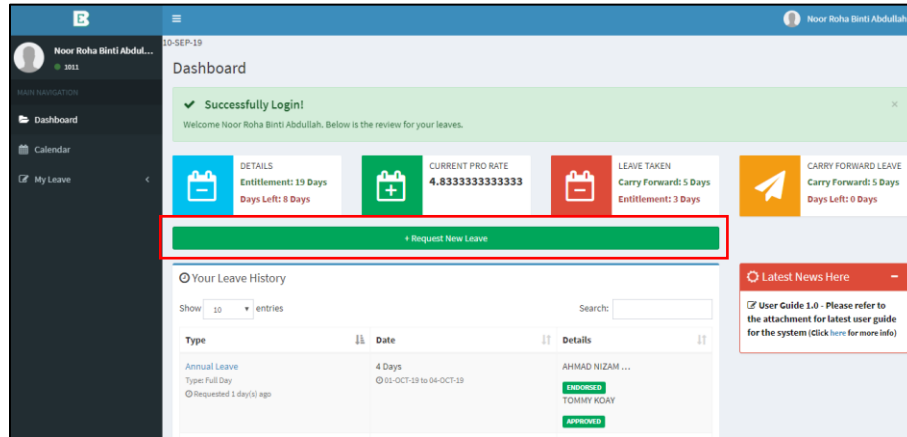 E
Noor Roha Binti Abdullah
Noor Roha Binti Abdul...
1011
MAIN NAVIGATION
Dashboard
Calendar
My Leave
10-SEP-19
Dashboard
Successfully Login!
×
Welcome Noor Roha Binti Abdullah. Below is the review for your leaves.
DETAILS
Entitlement: 19 Days
Days Left: 8 Days
CURRENT PRO RATE
4.8333333333333
LEAVE TAKEN
Carry Forward: 5 Days
Entitlement: 3 Days
CARRY FORWARD LEAVE
Carry Forward: 5 Days
Days Left: 0 Days
+ Request New Leave
Your Leave History
Show 10 entries
Search:
Type Date Details
Annual Leave
Type: Full Day
Requested 1 day(s) ago
4 Days
01-OCT-19 to 04-OCT-19
AHMAD NIZAM ...
ENDORSED
TOMMY KOAY
APPROVED
Latest News Here
User Guide 1.0 - Please refer to
the attachment for latest user guide
for the system (Click here for more info)